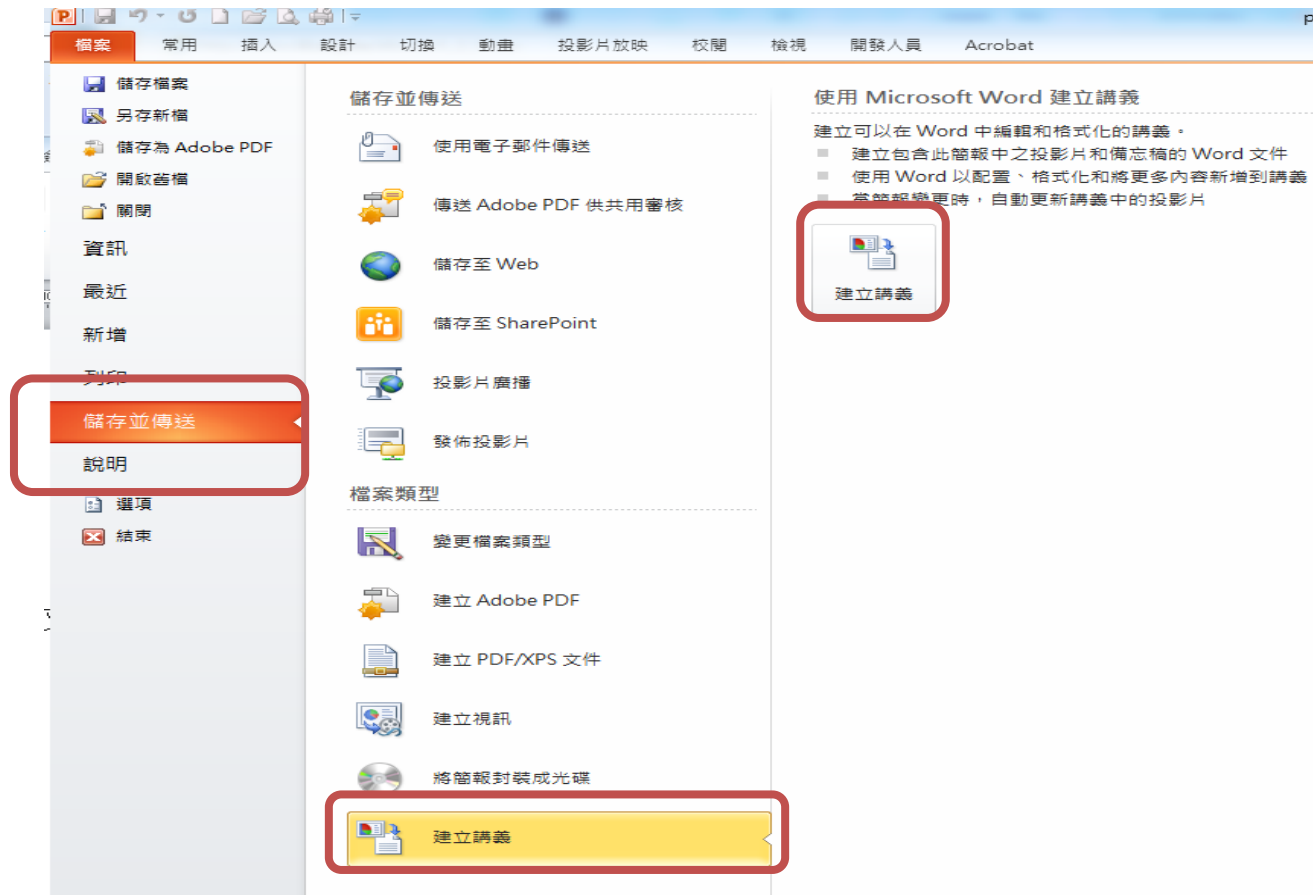 檔案 常用 插入 設計 切換 動畫 投影片放映 校閱 檢視 開發人員 Acrobat
儲存檔案
另存新檔
儲存為 Adobe PDF
開啟舊檔
關閉
資訊
最近
新增
列印
儲存並傳送
說明
選項
結束
儲存並傳送
使用電子郵件傳送
傳送 Adobe PDF 供共用審核
儲存至 Web
儲存至 SharePoint
投影片廣播
發佈投影片
檔案類型
變更檔案類型
建立 Adobe PDF
建立 PDF/XPS 文件
建立視訊
將簡報封裝成光碟
建立講義
使用 Microsoft Word 建立講義
建立可以在 Word 中編輯和格式化的講義。
建立包含此簡報中之投影片和備忘稿的 Word 文件
使用 Word 以配置、格式化和將更多內容新增到講義
當簡報變更時，自動更新講義中的投影片
建立講義